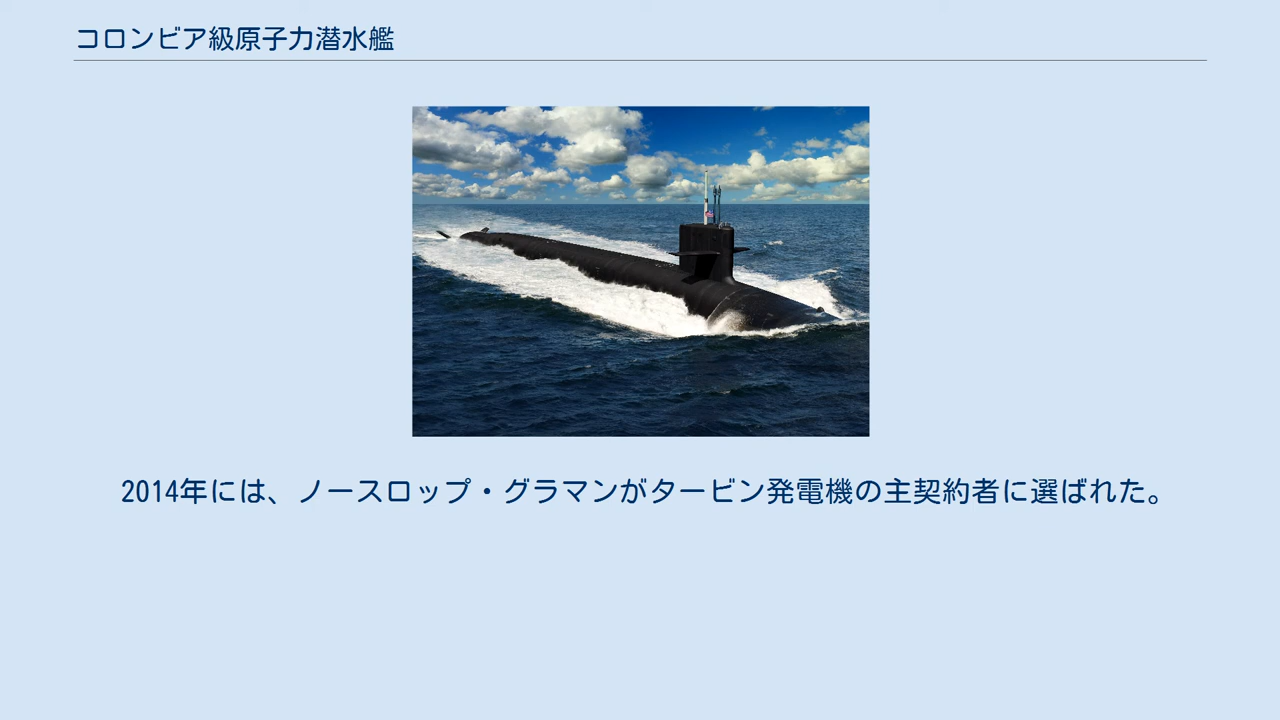 コロンビア級原子力潜水艦
2014年には、ノースロップ・グラマンがタービン発電機の主契約者に選ばれた。